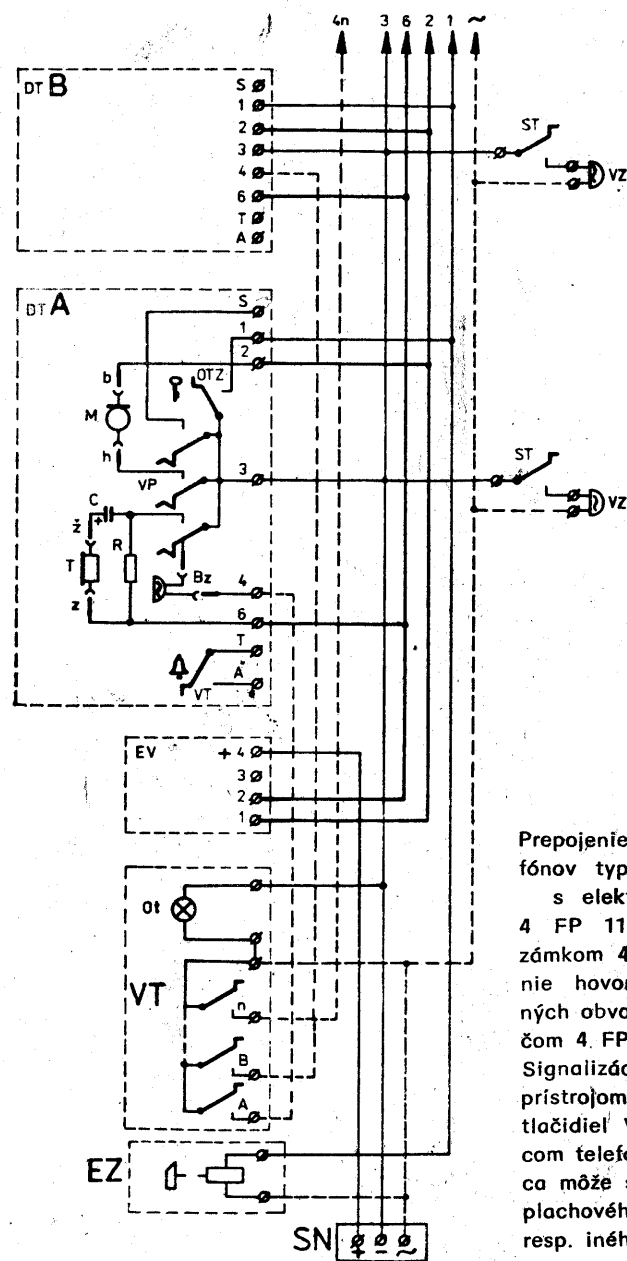 4n 3 6 2 1 ~
DT B
S
1
2
3
4
6
T
A
ST
VZ
DT A
S
1
2
b
OTZ
M
h
VP
3
ST
VZ
C
+
ž
R
T
Bz
4
z
6
T
A
VT
EV
+ 4
3
2
1
Ot
VT
n
B
A
EZ
SN + − ~
Prepojenie
fónov typ
s elekt
4 FP 11
zámkom 4
nie hovor
ných obvo
čom 4 FP
Signalizác
prístrojom
tlačidiel V
com telefo
ca môže s
plachového
resp. iného